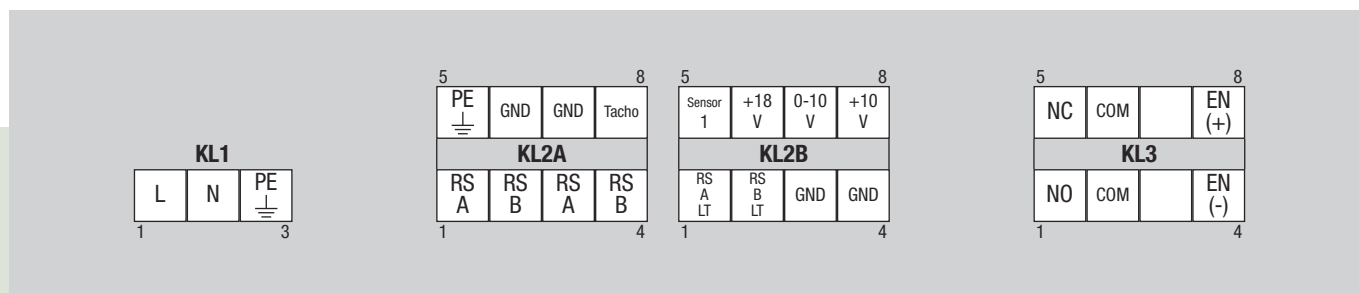 5 8
PE GND GND Tacho
KL2A
RS RS RS RS
A B A B
1 4
5 8
Sensor +18 0-10 +10
1 V V V
KL2B
RS RS GND GND
A B
LT LT
1 4
5 8
NC COM EN
(+)
KL3
NO COM EN
(-)
1 4
KL1
L N PE
1 3